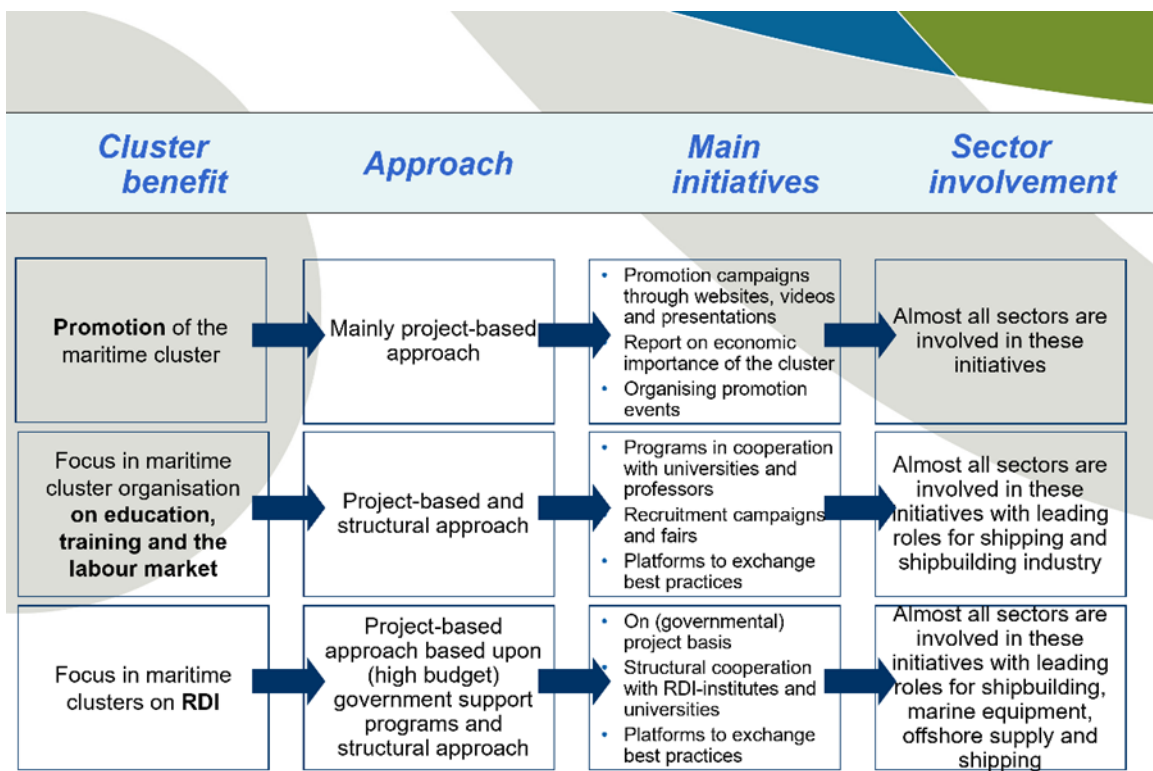 Cluster
benefit
Approach
Main
initiatives
Sector
involvement
Promotion of the
maritime cluster
Mainly project-based
approach
• Promotion campaigns
through websites, videos
and presentations
• Report on economic
importance of the cluster
• Organising promotion
events
Almost all sectors are
involved in these
initiatives
Focus in maritime
cluster organisation
on education,
training and the
labour market
Project-based and
structural approach
• Programs in cooperation
with universities and
professors
• Recruitment campaigns
and fairs
• Platforms to exchange
best practices
Almost all sectors are
involved in these
initiatives with leading
roles for shipping and
shipbuilding industry
Focus in maritime
clusters on RDI
Project-based
approach based upon
(high budget)
government support
programs and
structural approach
• On (governmental)
project basis
• Structural cooperation
with RDI-institutes and
universities
• Platforms to exchange
best practices
Almost all sectors are
involved in these
initiatives with leading
roles for shipbuilding,
marine equipment,
offshore supply and
shipping